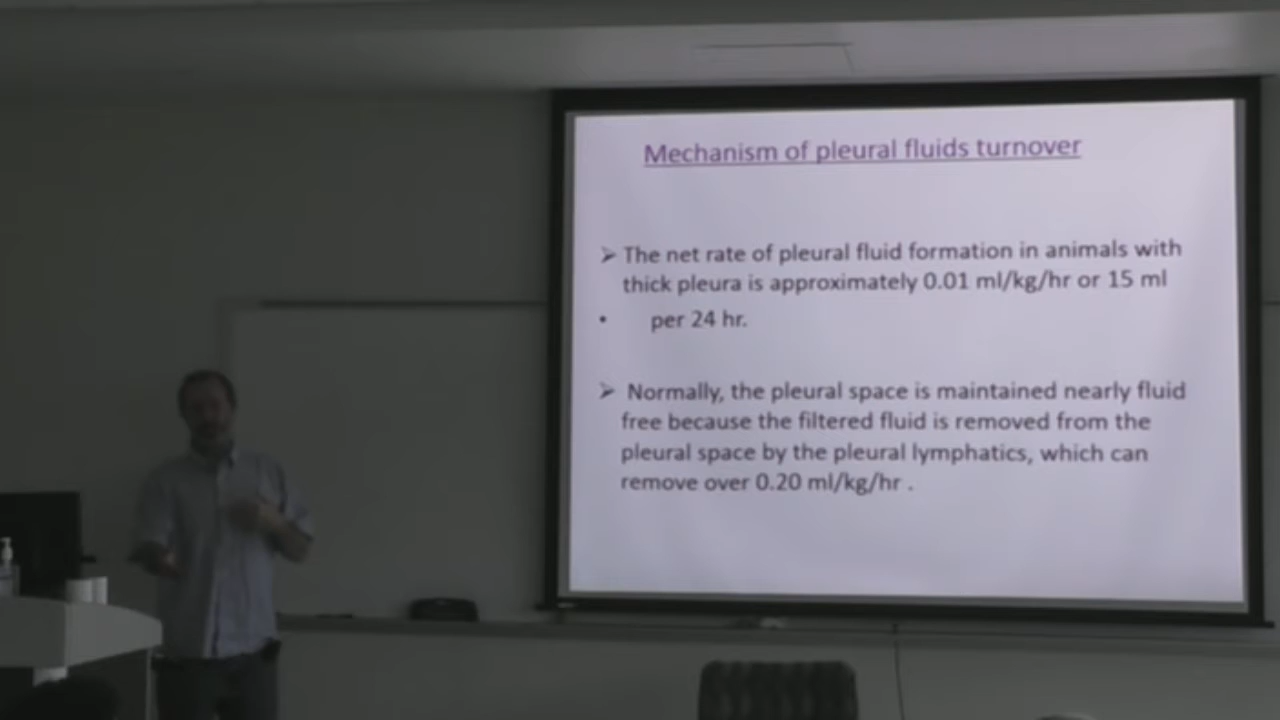 Mechanism of pleural fluids turnover
➢ The net rate of pleural fluid formation in animals with
thick pleura is approximately 0.01 ml/kg/hr or 15 ml
• per 24 hr.
➢ Normally, the pleural space is maintained nearly fluid
free because the filtered fluid is removed from the
pleural space by the pleural lymphatics, which can
remove over 0.20 ml/kg/hr .